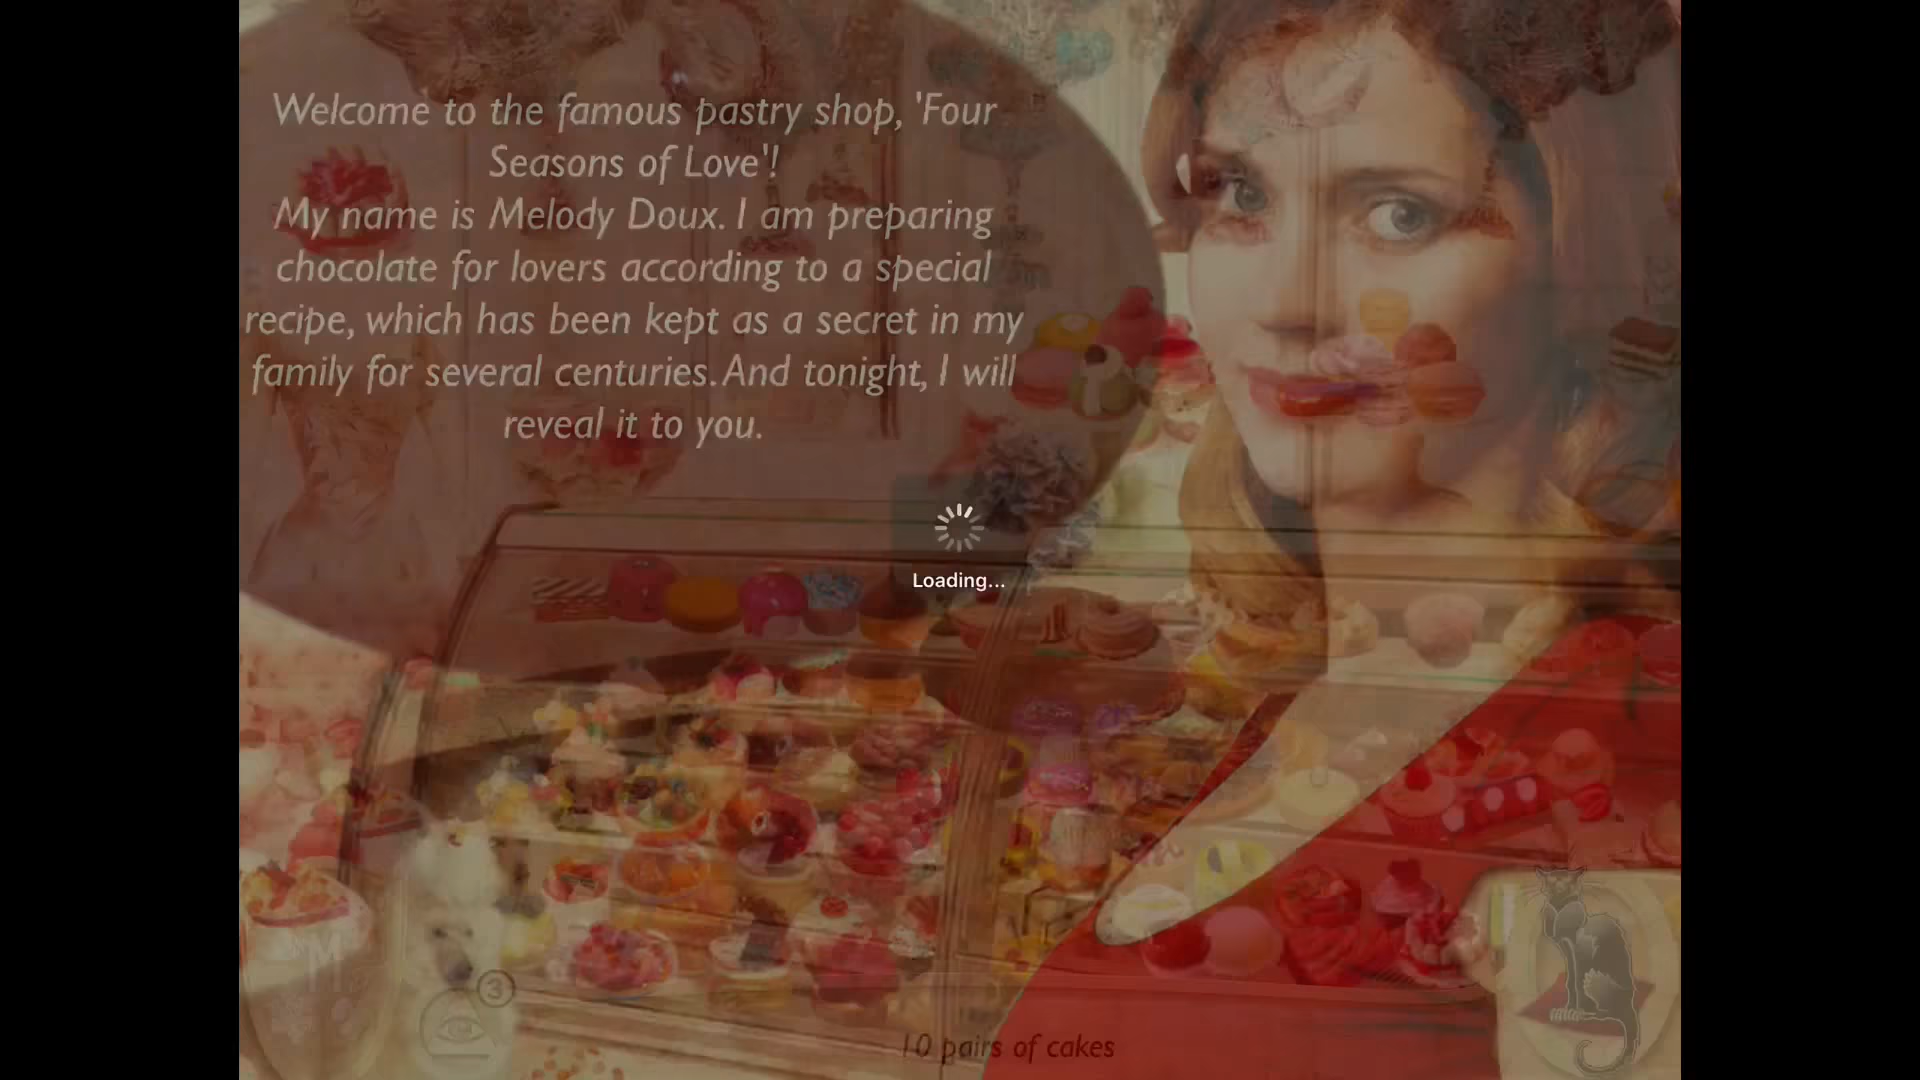 Welcome to the famous pastry shop, 'Four
Seasons of Love'!
My name is Melody Doux. I am preparing
chocolate for lovers according to a special
recipe, which has been kept as a secret in my
family for several centuries. And tonight, I will
reveal it to you.
Loading...
M
3
10 pairs of cakes